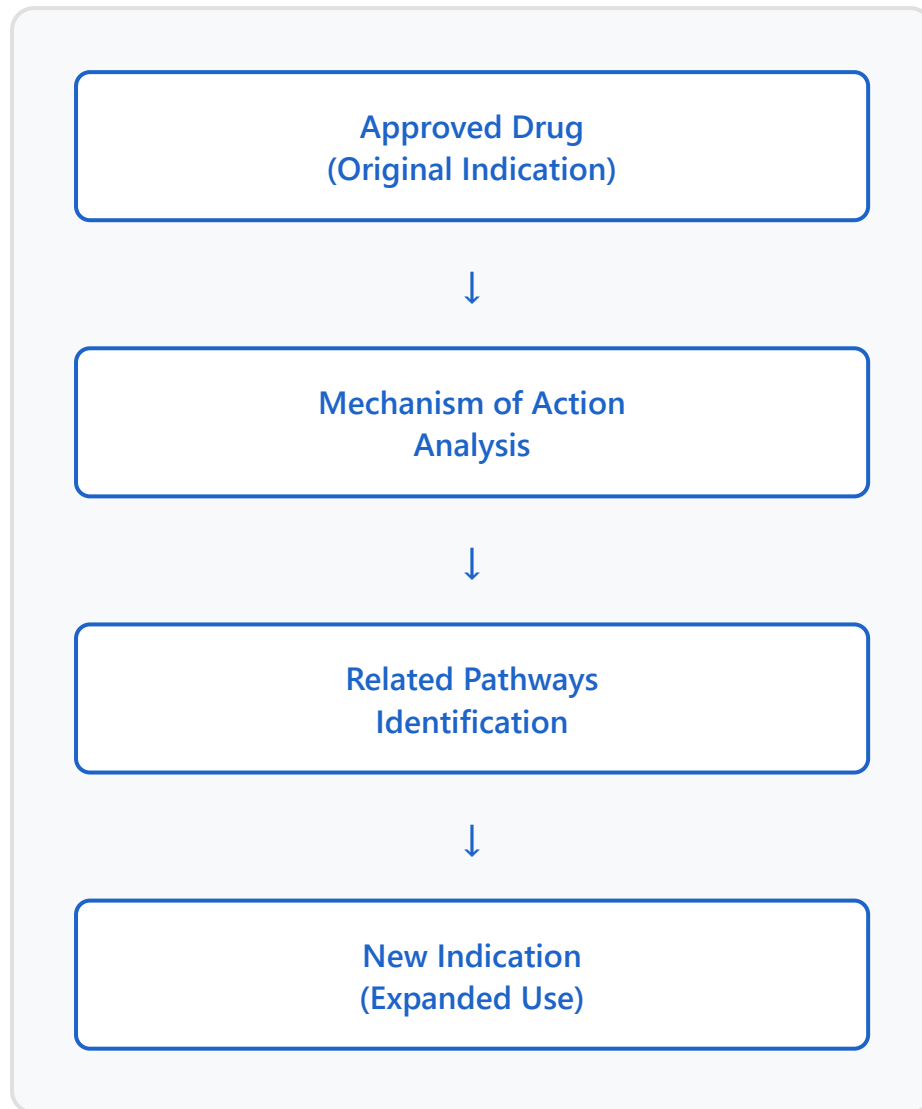 Approved Drug
(Original Indication)
↓
Mechanism of Action
Analysis
↓
Related Pathways
Identification
↓
New Indication
(Expanded Use)